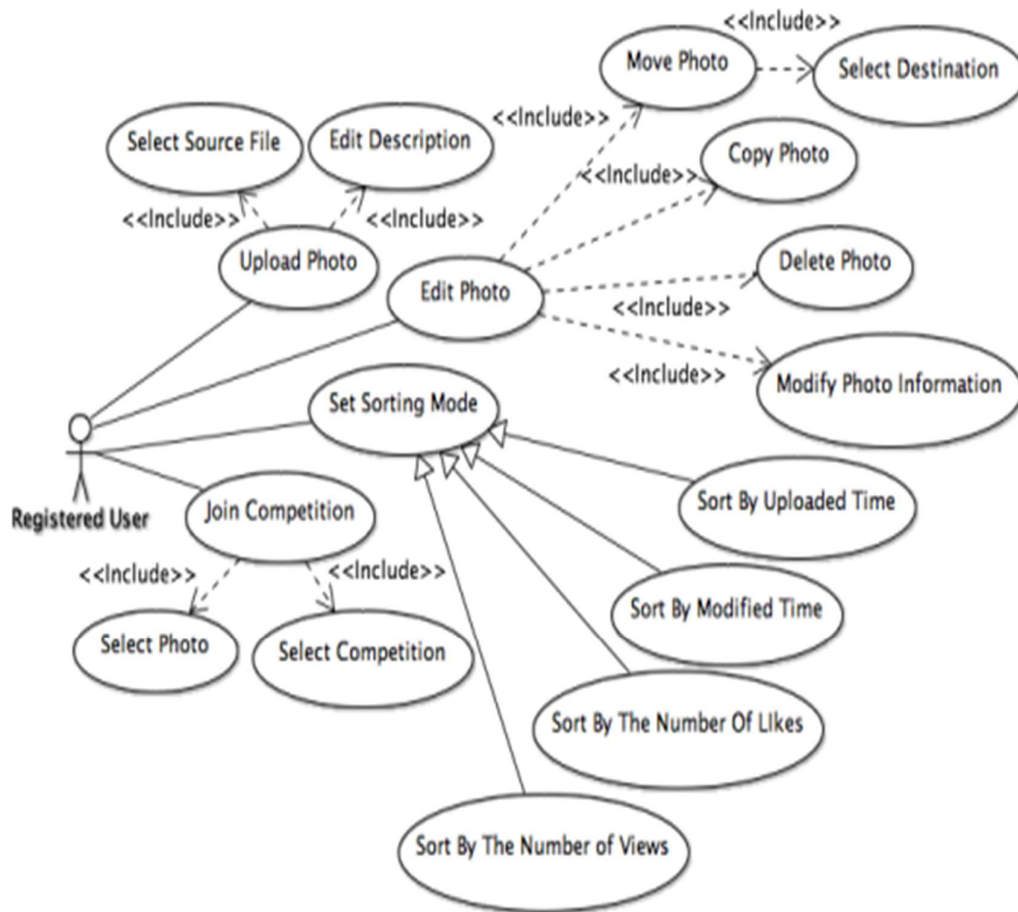 <<Include>>
Move Photo
Select Destination
<<Include>>
Select Source File
Edit Description
Copy Photo
<<Include>>
<<Include>>
<<Include>>
Upload Photo
Edit Photo
Delete Photo
<<Include>>
<<Include>>
Modify Photo Information
Set Sorting Mode
Registered User
Join Competition
Sort By Uploaded Time
<<Include>>
<<Include>>
Select Photo
Select Competition
Sort By Modified Time
Sort By The Number Of LIkes
Sort By The Number of Views